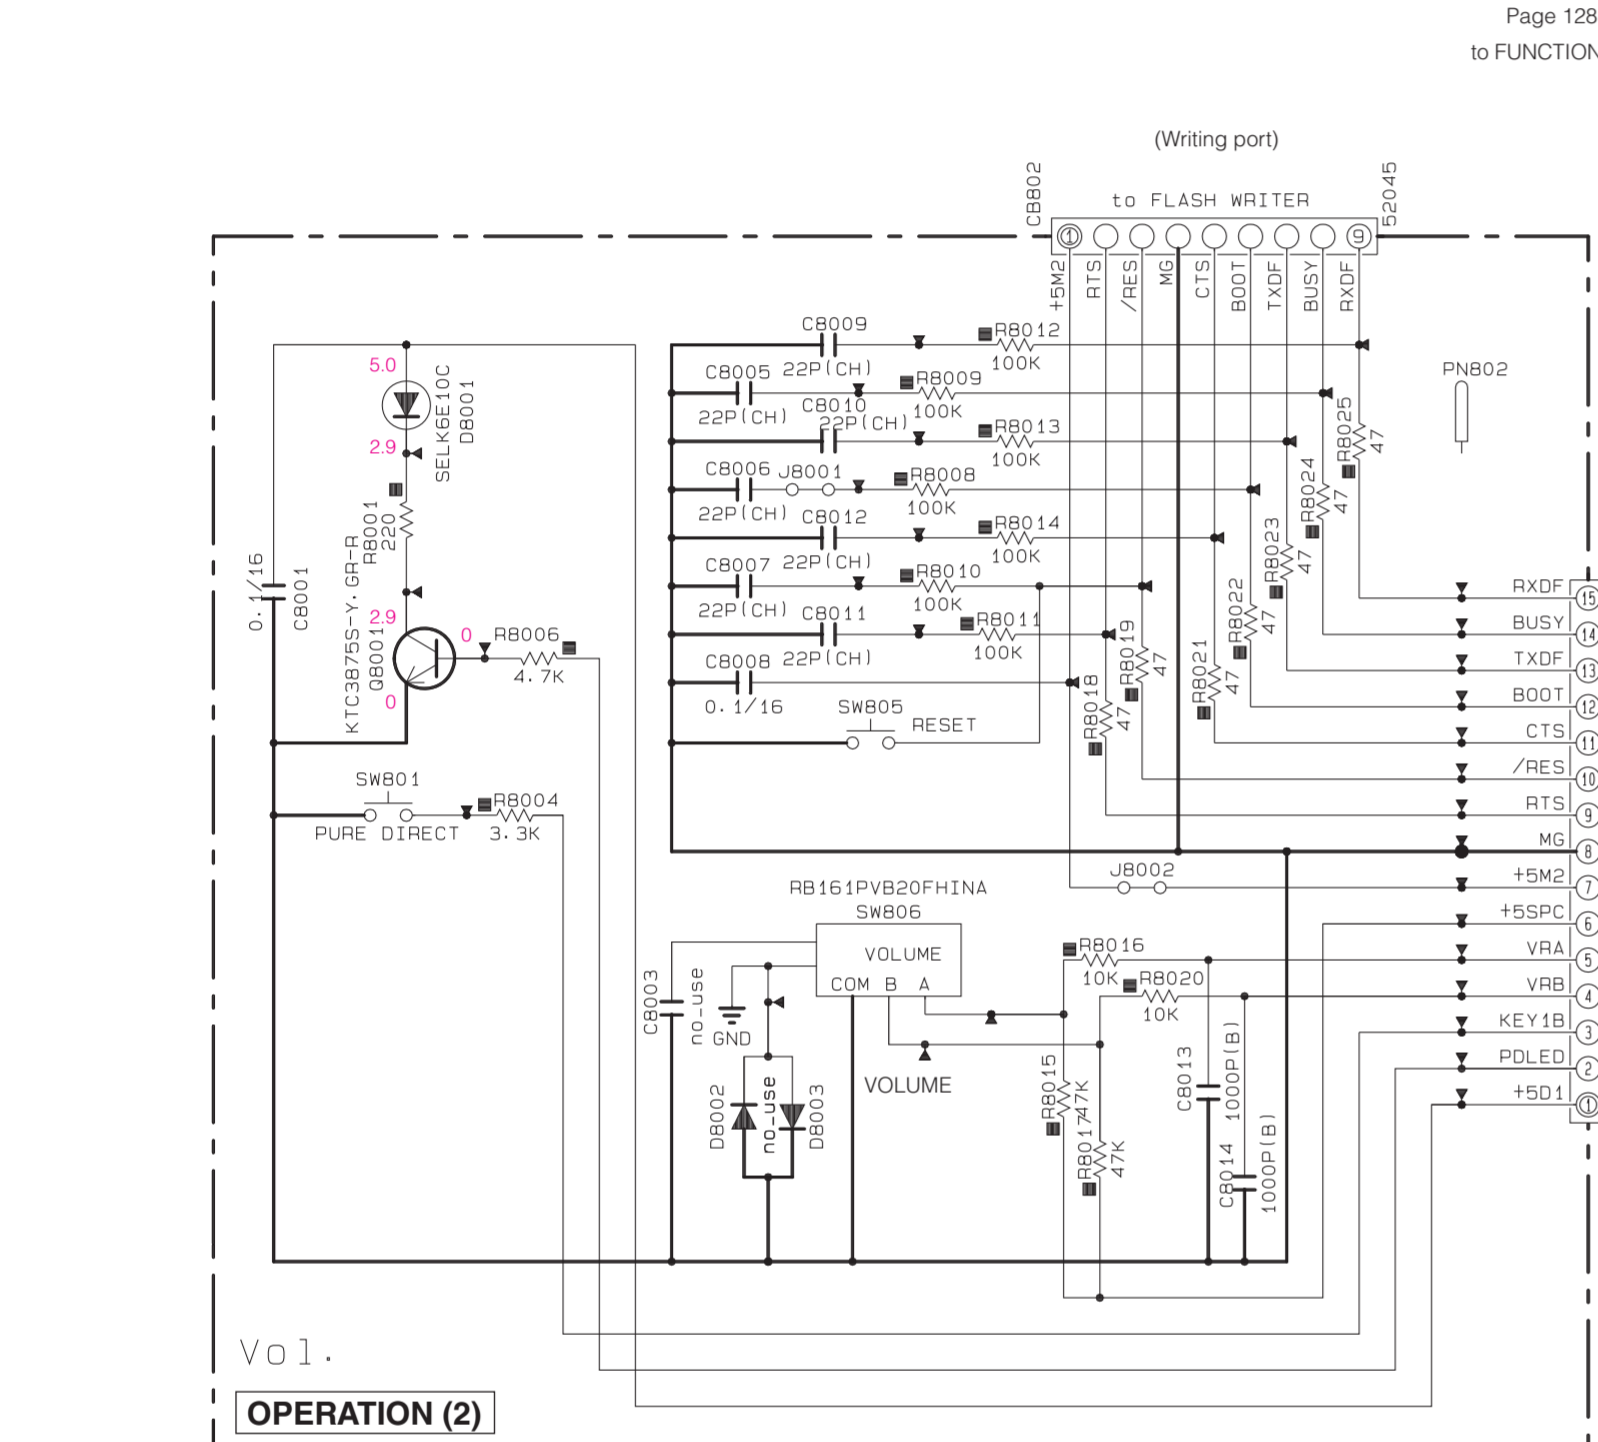 Page 128
to FUNCTION
(Writing port)
CB802
to FLASH WRITER
52045
1
9
+5M2
RTS
/RES
MG
CTS
BOOT
TXDF
BUSY
RXDF
C8009
22P(CH)
R8012
100K
C8005
22P(CH)
R8009
100K
C8010
22P(CH)
R8013
100K
C8006
22P(CH)
J8001
R8008
100K
C8012
22P(CH)
R8014
100K
C8007
22P(CH)
R8010
100K
C8011
22P(CH)
R8011
100K
C8008
0.1/16
SW805
RESET
R8018
47
R8019
47
R8021
47
R8022
47
R8023
47
R8024
47
R8025
47
PN802
5.0
SELK6E10C
D8001
2.9
R8001
220
KTC3875S-Y.GR-R
Q8001
2.9
0
0
R8006
4.7K
0.1/16
C8001
SW801
PURE DIRECT
R8004
3.3K
RXDF
15
BUSY
14
TXDF
13
BOOT
12
CTS
11
/RES
10
RTS
9
MG
8
+5M2
7
+5SPC
6
VRA
5
VRB
4
KEY1B
3
PDLED
2
+5D1
1
J8002
RB161PVB20FHINA
SW806
VOLUME
COM B A
VOLUME
C8003
no_use
GND
D8002
no_use
D8003
R8016
10K
R8020
10K
R8015
47K
R8017
47K
C8013
1000P(B)
C8014
1000P(B)
Vol.
OPERATION (2)